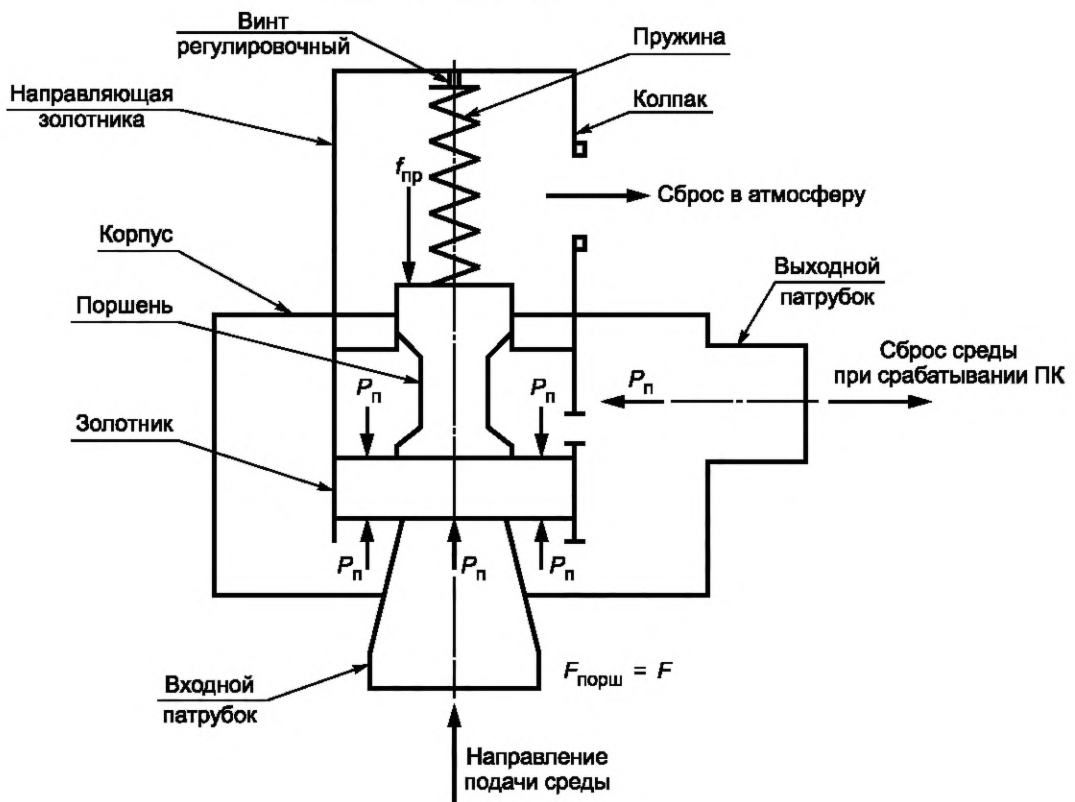 Винт
регулировочный
Пружина
Направляющая
золотника
Колпак
fпр
Сброс в атмосферу
Корпус
Выходной
патрубок
Поршень
Сброс среды
при срабатывании ПК
Pп
Pп
Pп
Золотник
Pп
Pп
Pп
Входной
патрубок
Fпорш = F
Направление
подачи среды